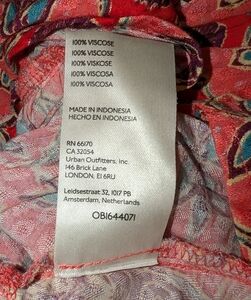 100% VISCOSE
100% VISCOSE
100% VISKOSE
100% VISCOSA
100% VISCOSA
MADE IN INDONESIA
HECHO EN INDONESIA
RN 66170
CA 32054
Urban Outfitters, Inc.
146 Brick Lane
LONDON, E1 6RU
Leidsestraat 32, 1017 PB
Amsterdam, Netherlands
OB1644071